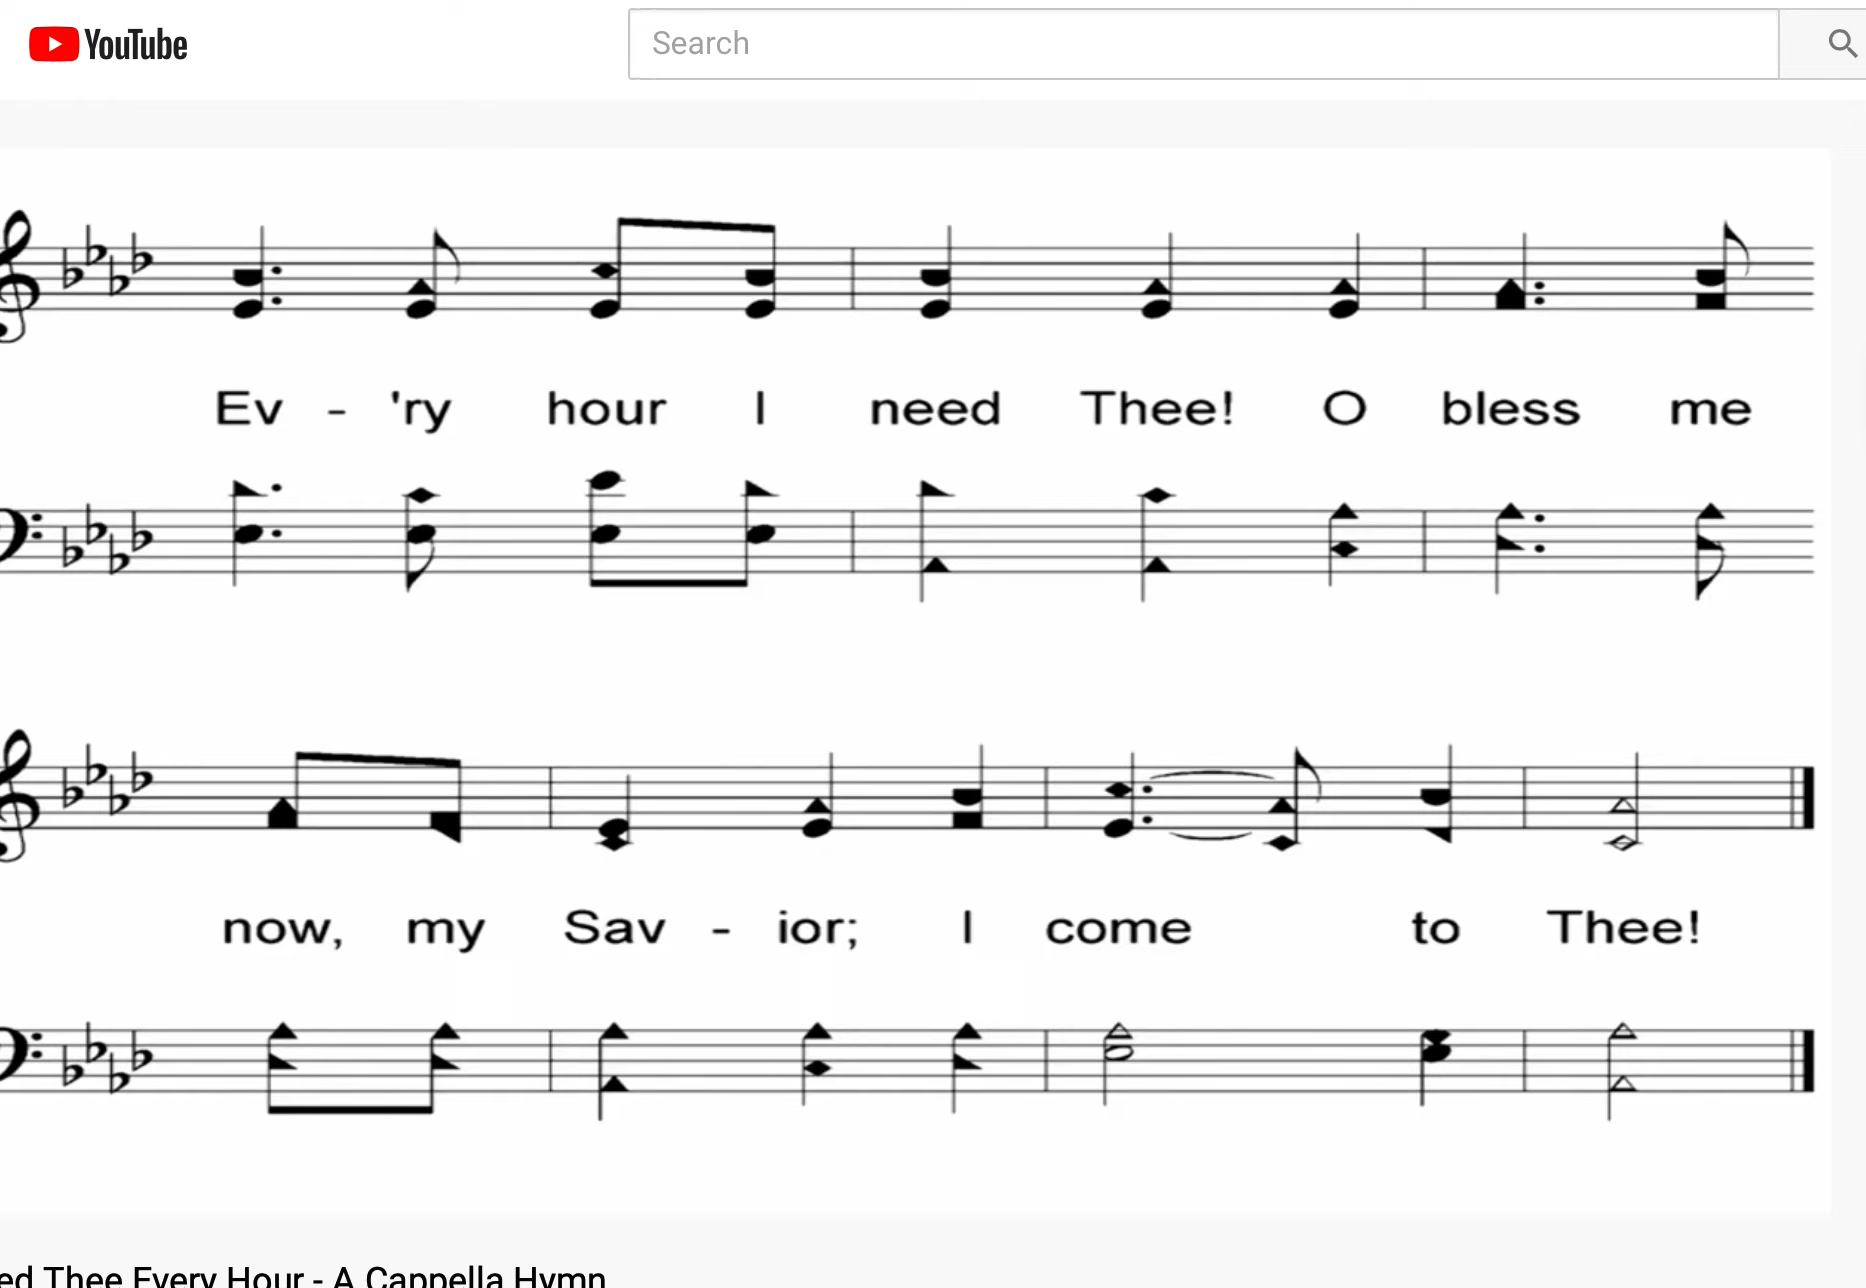 YouTube
Search
Ev - 'ry hour I need Thee! O bless me
now, my Sav - ior; I come to Thee!
ed Thee Every Hour - A Cappella Hymn